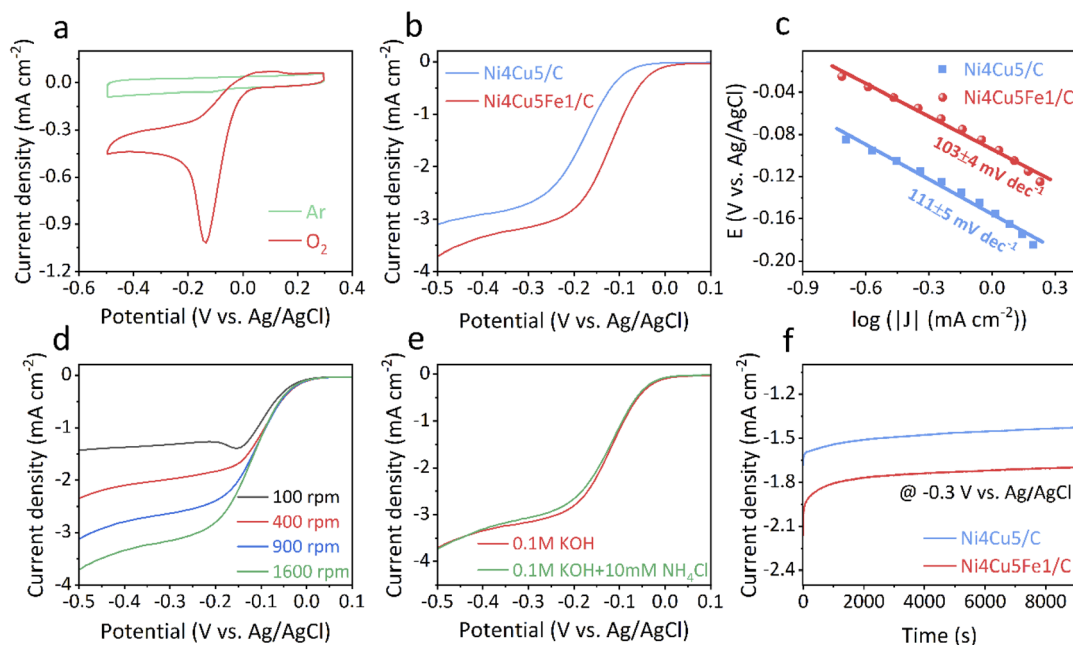 a
Current density (mA cm⁻²)
0.0
-0.3
-0.6
-0.9
-1.2
Ar
O₂
-0.6 -0.4 -0.2 0.0 0.2 0.4
Potential (V vs. Ag/AgCl)
b
Current density (mA cm⁻²)
0
-1
-2
-3
-4
Ni4Cu5/C
Ni4Cu5Fe1/C
-0.5 -0.4 -0.3 -0.2 -0.1 0.0 0.1
Potential (V vs. Ag/AgCl)
c
E (V vs. Ag/AgCl)
-0.04
-0.08
-0.12
-0.16
-0.20
Ni4Cu5/C
Ni4Cu5Fe1/C
103±4 mV dec⁻¹
111±5 mV dec⁻¹
-0.9 -0.6 -0.3 0.0 0.3
log (|J| (mA cm⁻²))
d
Current density (mA cm⁻²)
0
-1
-2
-3
-4
100 rpm
400 rpm
900 rpm
1600 rpm
-0.5 -0.4 -0.3 -0.2 -0.1 0.0 0.1
Potential (V vs. Ag/AgCl)
e
Current density (mA cm⁻²)
0
-1
-2
-3
-4
0.1M KOH
0.1M KOH+10mM NH₄Cl
-0.5 -0.4 -0.3 -0.2 -0.1 0.0 0.1
Potential (V vs. Ag/AgCl)
f
Current density (mA cm⁻²)
-1.2
-1.5
-1.8
-2.1
-2.4
@ -0.3 V vs. Ag/AgCl
Ni4Cu5/C
Ni4Cu5Fe1/C
0 2000 4000 6000 8000
Time (s)